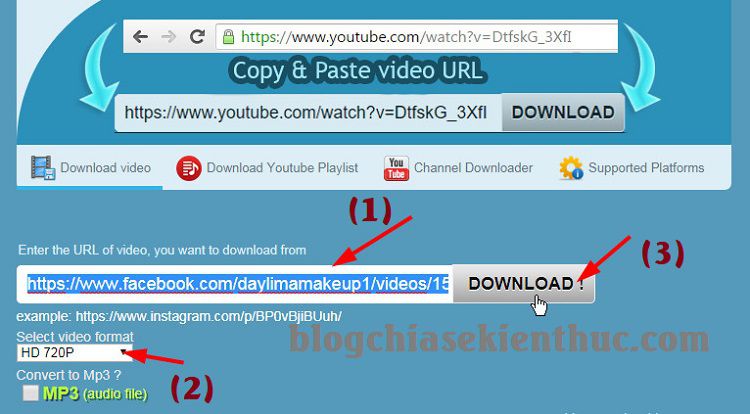 https://www.youtube.com/watch?v=DtfskG_3XfI
Copy & Paste video URL
https://www.youtube.com/watch?v=DtfskG_3XfI DOWNLOAD
Download video Download Youtube Playlist You Tube Channel Downloader Supported Platforms
(1)
Enter the URL of video, you want to download from
(3)
https://www.facebook.com/daylimamakeup1/videos/15 DOWNLOAD !
example: https://www.instagram.com/p/BP0vBjiBUuh/
Select video format
HD 720P
blogchiasekienthuc.com
Convert to Mp3 ?
(2)
MP3 (audio file)